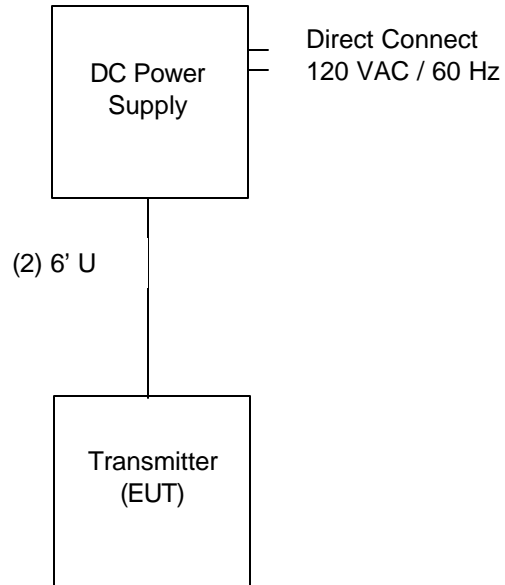 DC Power
Supply
Direct Connect
120 VAC / 60 Hz
(2) 6’ U
Transmitter
(EUT)